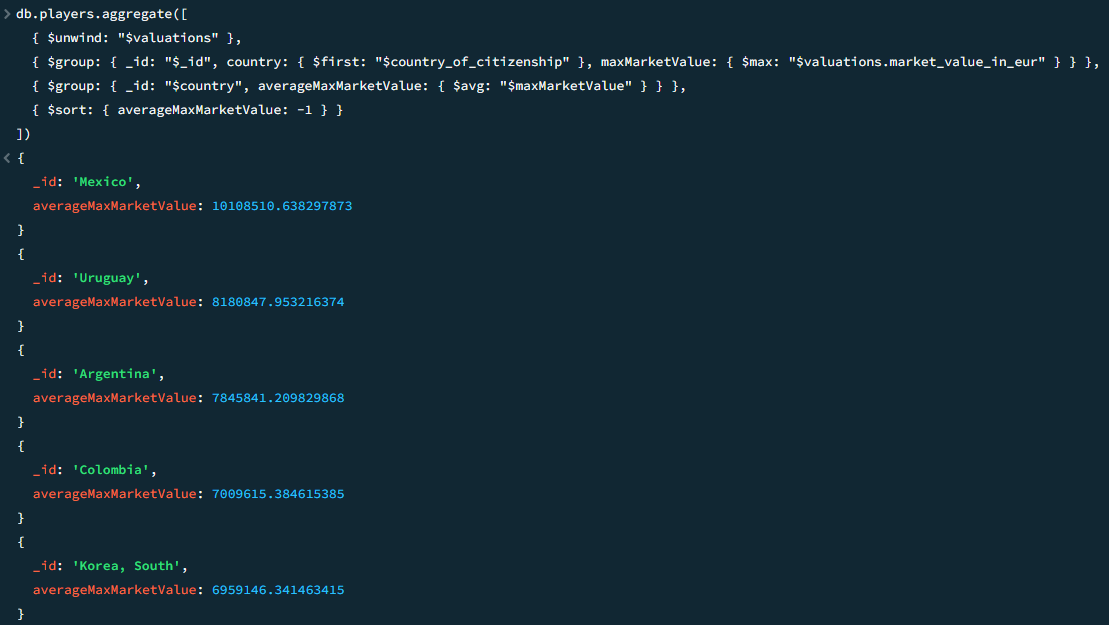 > db.players.aggregate([
{ $unwind: "$valuations" },
{ $group: { _id: "$_id", country: { $first: "$country_of_citizenship" }, maxMarketValue: { $max: "$valuations.market_value_in_eur" } } },
{ $group: { _id: "$country", averageMaxMarketValue: { $avg: "$maxMarketValue" } } },
{ $sort: { averageMaxMarketValue: -1 } }
])
< {
_id: 'Mexico',
averageMaxMarketValue: 10108510.638297873
}
{
_id: 'Uruguay',
averageMaxMarketValue: 8180847.953216374
}
{
_id: 'Argentina',
averageMaxMarketValue: 7845841.209829868
}
{
_id: 'Colombia',
averageMaxMarketValue: 7009615.384615385
}
{
_id: 'Korea, South',
averageMaxMarketValue: 6959146.341463415
}